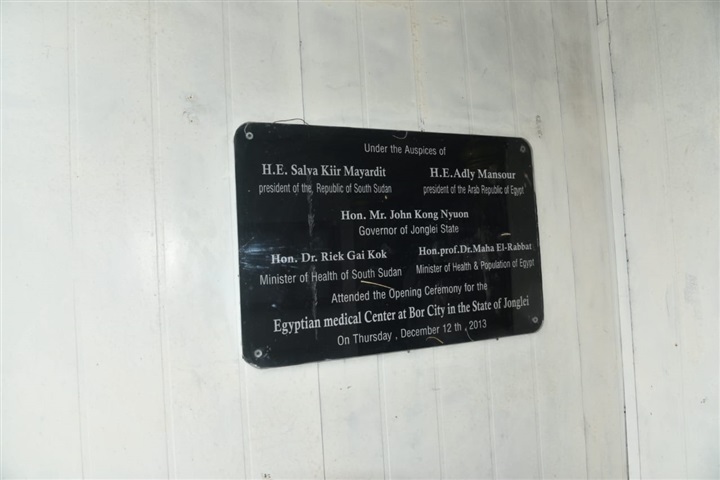 Under the Auspices of
H.E. Salva Kiir Mayardit H.E.Adly Mansour
president of the, Republic of South Sudan president of the Arab Republic of Egypt
Hon. Mr. John Kong Nyuon
Governor of Jonglei State
Hon. Dr. Riek Gai Kok Hon.prof.Dr.Maha El-Rabbat
Minister of Health of South Sudan Minister of Health & Population of Egypt
Attended the Opening Ceremony for the
Egyptian medical Center at Bor City in the State of Jonglei
On Thursday , December 12 th , 2013